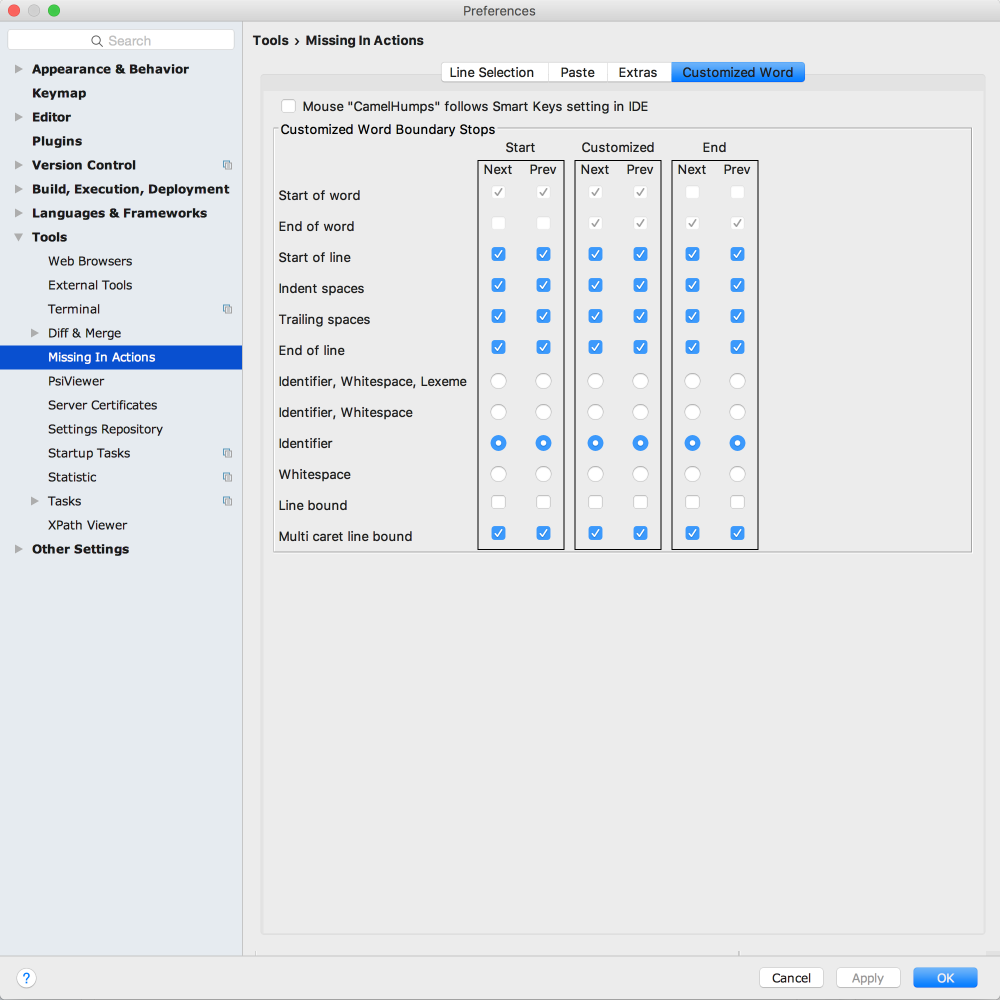 Preferences
Search
Appearance & Behavior
Keymap
Editor
Plugins
Version Control
Build, Execution, Deployment
Languages & Frameworks
Tools
Web Browsers
External Tools
Terminal
Diff & Merge
Missing In Actions
PsiViewer
Server Certificates
Settings Repository
Startup Tasks
Statistic
Tasks
XPath Viewer
Other Settings
Tools › Missing In Actions
Line Selection Paste Extras Customized Word
Mouse "CamelHumps" follows Smart Keys setting in IDE
Customized Word Boundary Stops
Start Customized End
Next Prev Next Prev Next Prev
Start of word
End of word
Start of line
Indent spaces
Trailing spaces
End of line
Identifier, Whitespace, Lexeme
Identifier, Whitespace
Identifier
Whitespace
Line bound
Multi caret line bound
? Cancel Apply OK